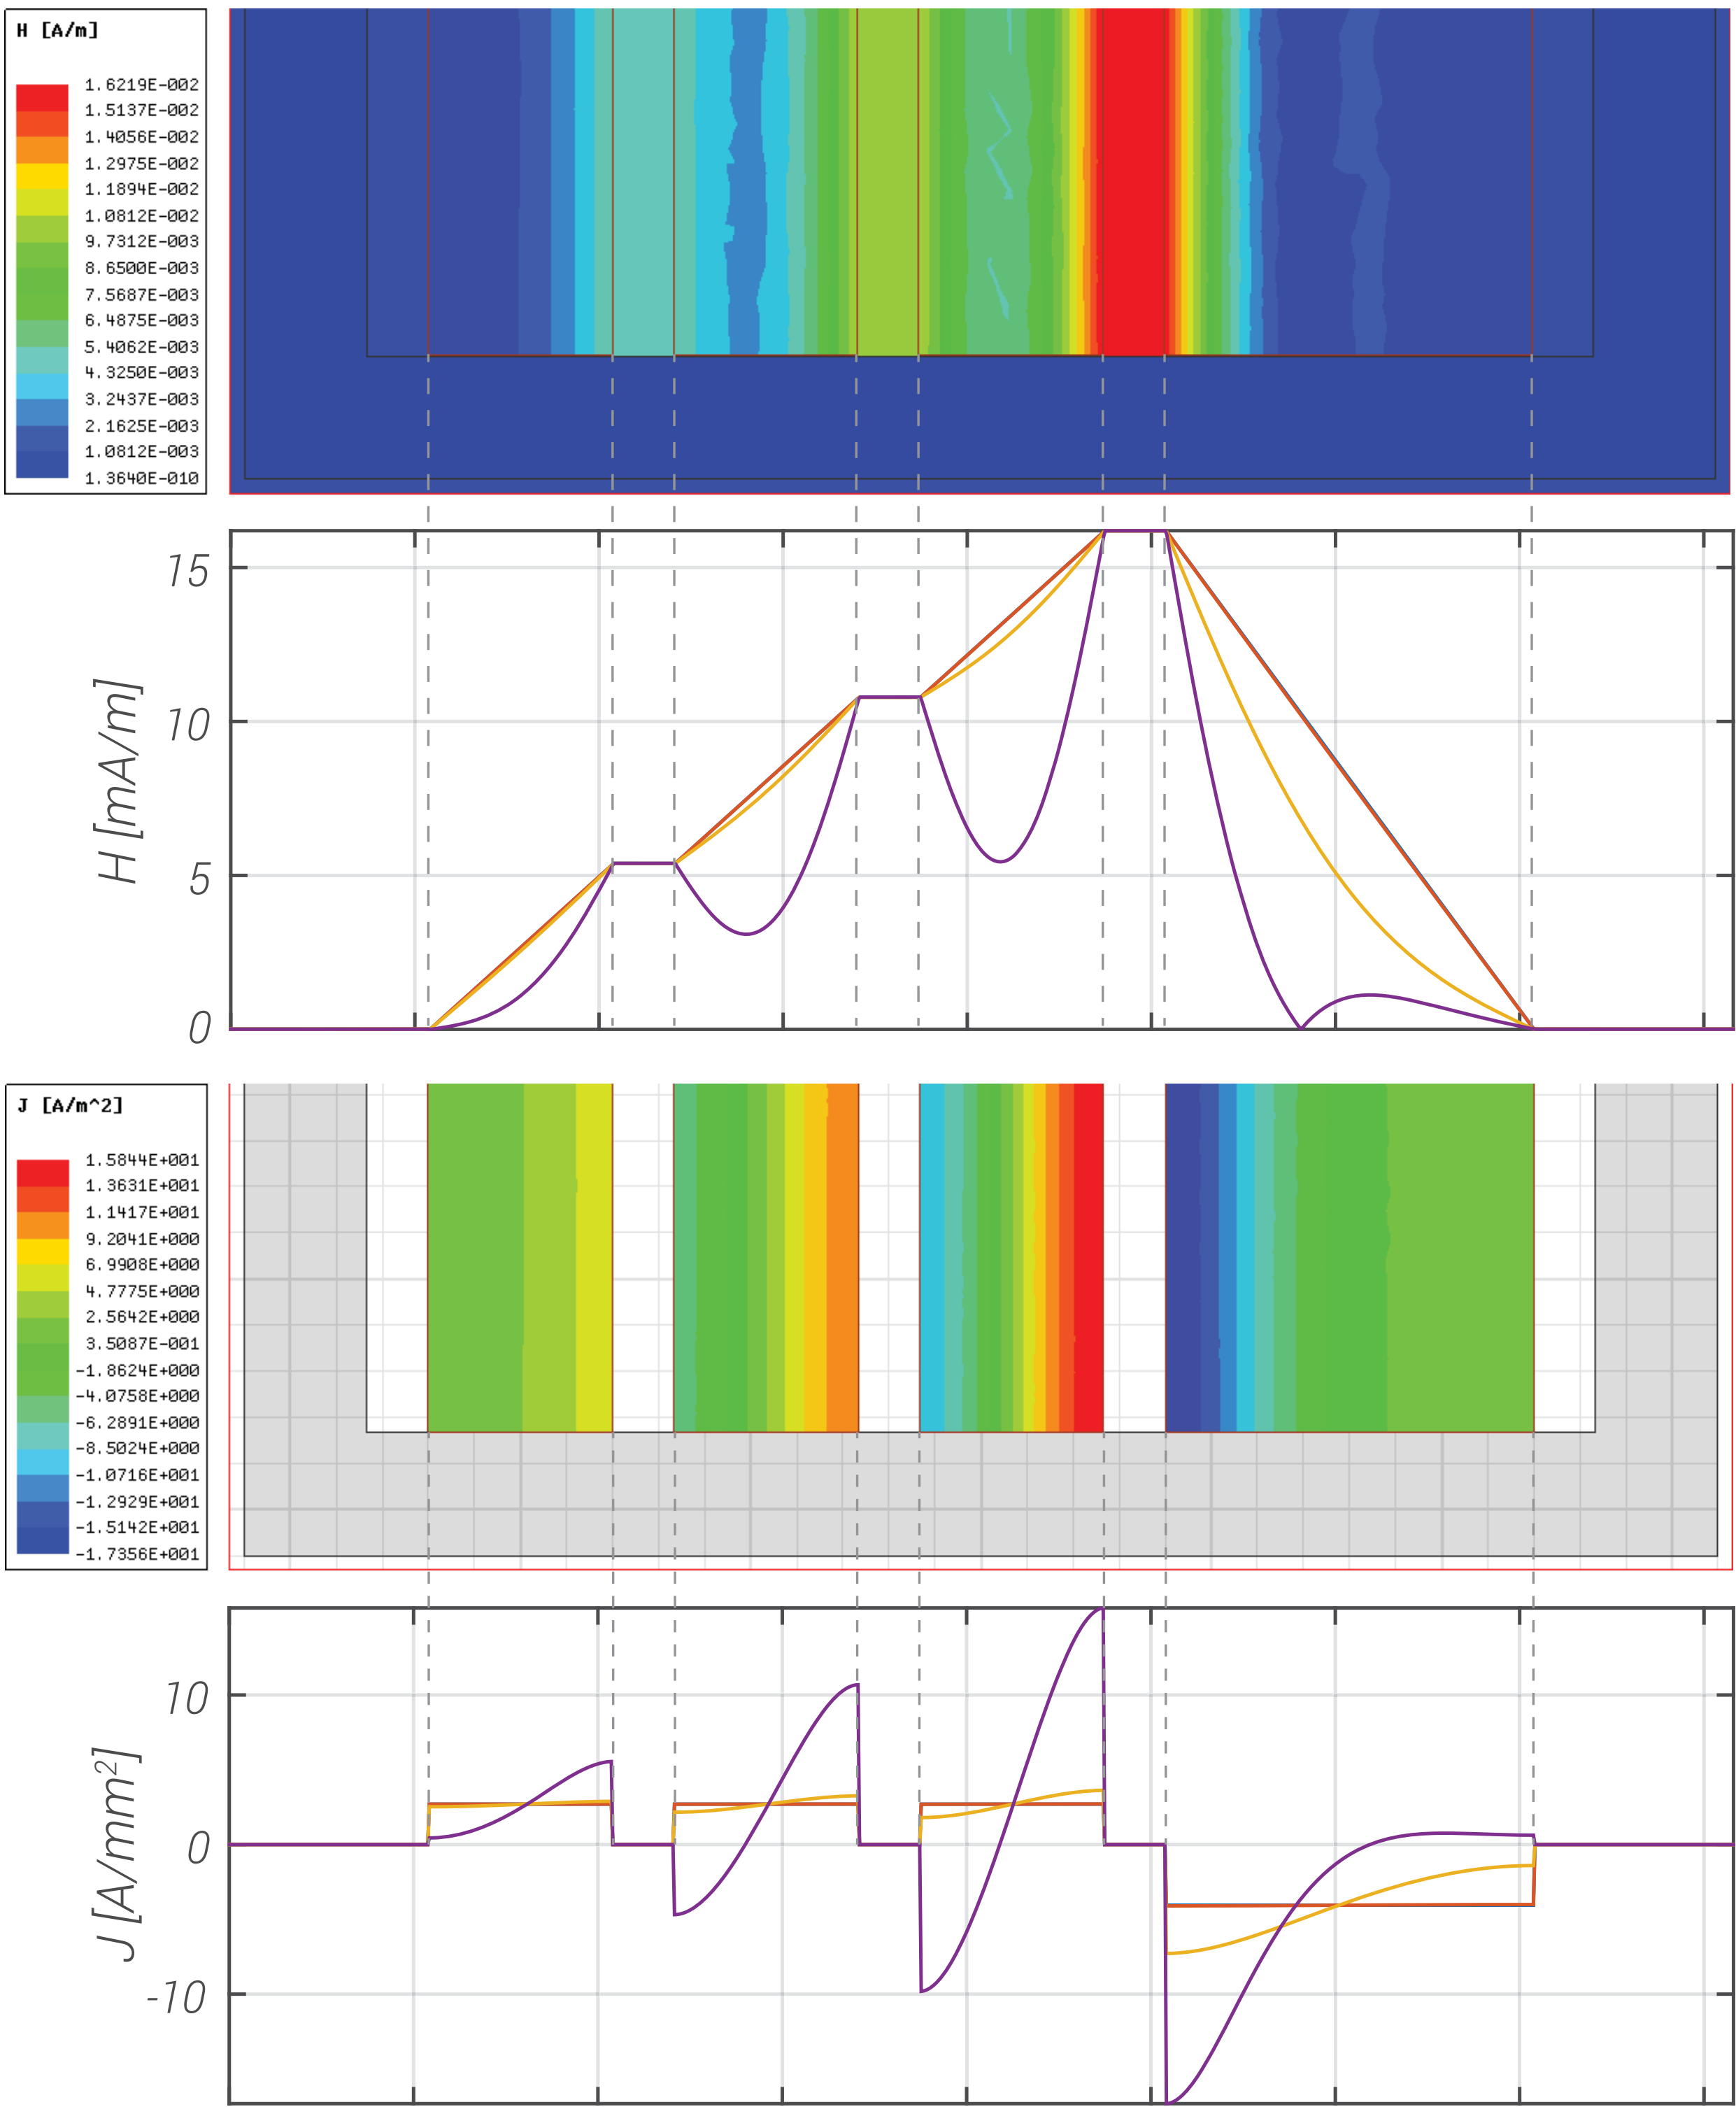 H [A/m]
1.6219E-002
1.5137E-002
1.4056E-002
1.2975E-002
1.1894E-002
1.0812E-002
9.7312E-003
8.6500E-003
7.5687E-003
6.4875E-003
5.4062E-003
4.3250E-003
3.2437E-003
2.1625E-003
1.0812E-003
1.3640E-010
15
10
5
0
H [mA/m]
J [A/m^2]
1.5844E+001
1.3631E+001
1.1417E+001
9.2041E+000
6.9908E+000
4.7775E+000
2.5642E+000
3.5087E-001
-1.8624E+000
-4.0758E+000
-6.2891E+000
-8.5024E+000
-1.0716E+001
-1.2929E+001
-1.5142E+001
-1.7356E+001
10
0
-10
J [A/mm²]